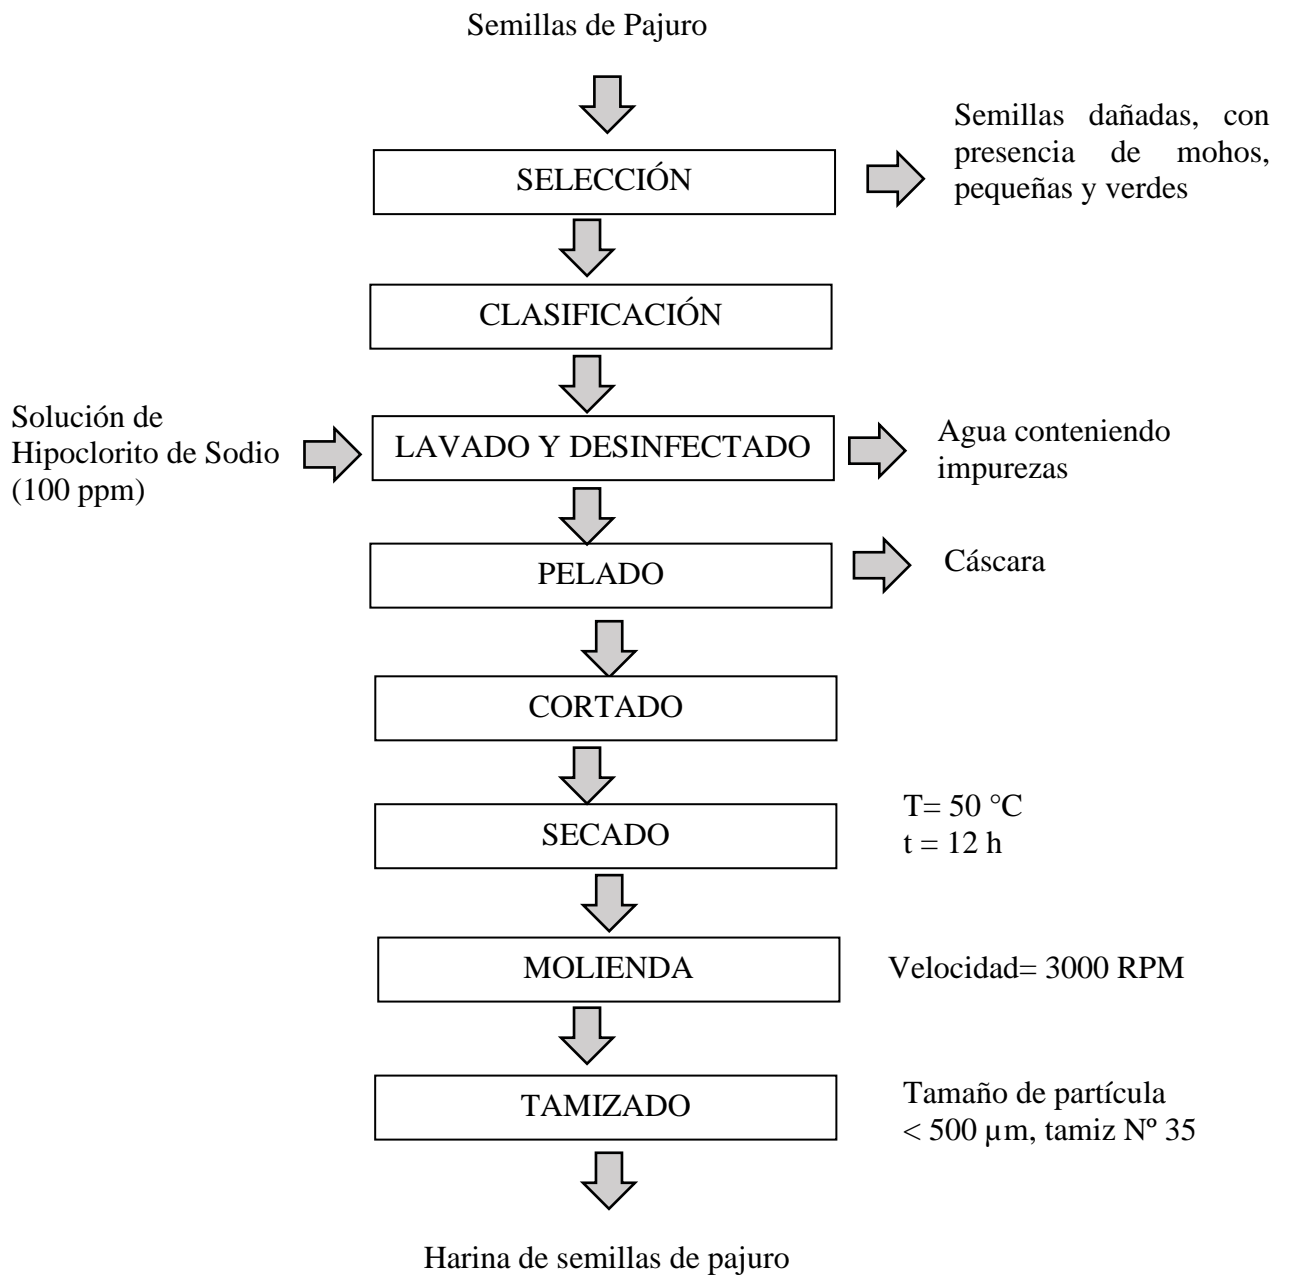 Semillas de Pajuro
Semillas dañadas, con
presencia de mohos,
pequeñas y verdes
SELECCIÓN
CLASIFICACIÓN
Solución de
Hipoclorito de Sodio
(100 ppm)
LAVADO Y DESINFECTADO
Agua conteniendo
impurezas
PELADO
Cáscara
CORTADO
SECADO
T= 50 °C
t = 12 h
MOLIENDA
Velocidad= 3000 RPM
TAMIZADO
Tamaño de partícula
< 500 µm, tamiz Nº 35
Harina de semillas de pajuro